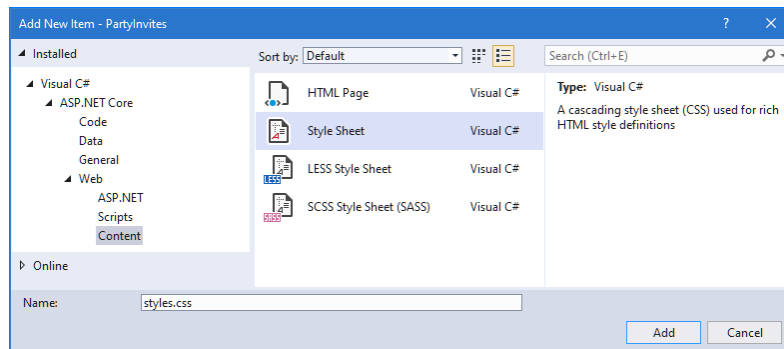 Add New Item - PartyInvites
Installed
Sort by: Default
Search (Ctrl+E)
Visual C#
ASP.NET Core
Code
Data
General
Web
ASP.NET
Scripts
Content
Online
HTML Page Visual C#
Style Sheet Visual C#
LESS LESS Style Sheet Visual C#
SASS SCSS Style Sheet (SASS) Visual C#
Type: Visual C#
A cascading style sheet (CSS) used for rich
HTML style definitions
Name: styles.css
Add Cancel